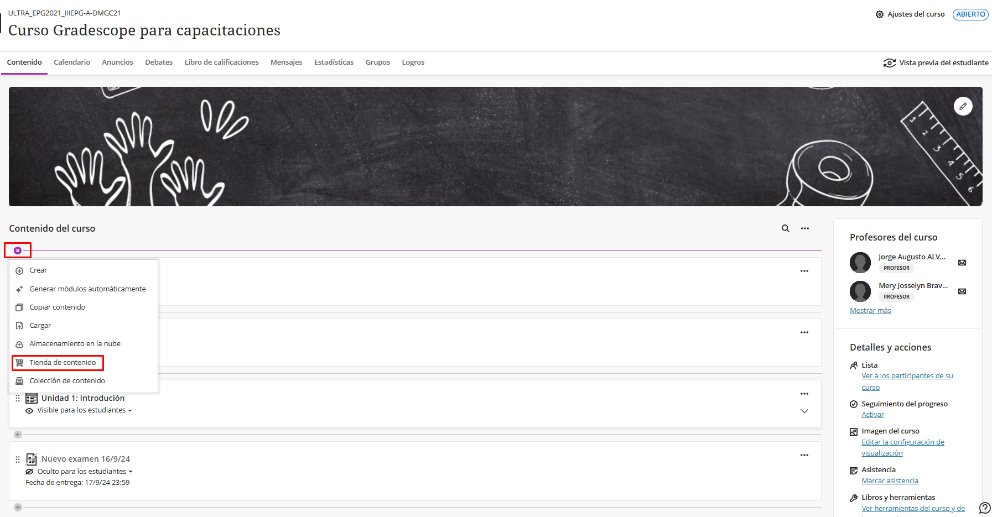 ULTRA_EPG2021_IIIEPG-A-DMGC21
Curso Gradescope para capacitaciones
Ajustes del curso
ABIERTO
Contenido
Calendario
Anuncios
Debates
Libro de calificaciones
Mensajes
Estadísticas
Grupos
Logros
Vista previa del estudiante
1 2 3 4 5 6
Contenido del curso
Crear
Generar módulos automáticamente
Copiar contenido
Cargar
Almacenamiento en la nube
Tienda de contenido
Colección de contenido
Unidad 1: Introdución
Visible para los estudiantes
Nuevo examen 16/9/24
Oculto para los estudiantes
Fecha de entrega: 17/9/24 23:59
Profesores del curso
Jorge Augusto ALV...
PROFESOR
Mery Josselyn Brav...
PROFESOR
Mostrar más
Detalles y acciones
Lista
Ver a los participantes de su
curso
Seguimiento del progreso
Activar
Imagen del curso
Editar la configuración de
visualización
Asistencia
Marcar asistencia
Libros y herramientas
Ver herramientas del curso y de